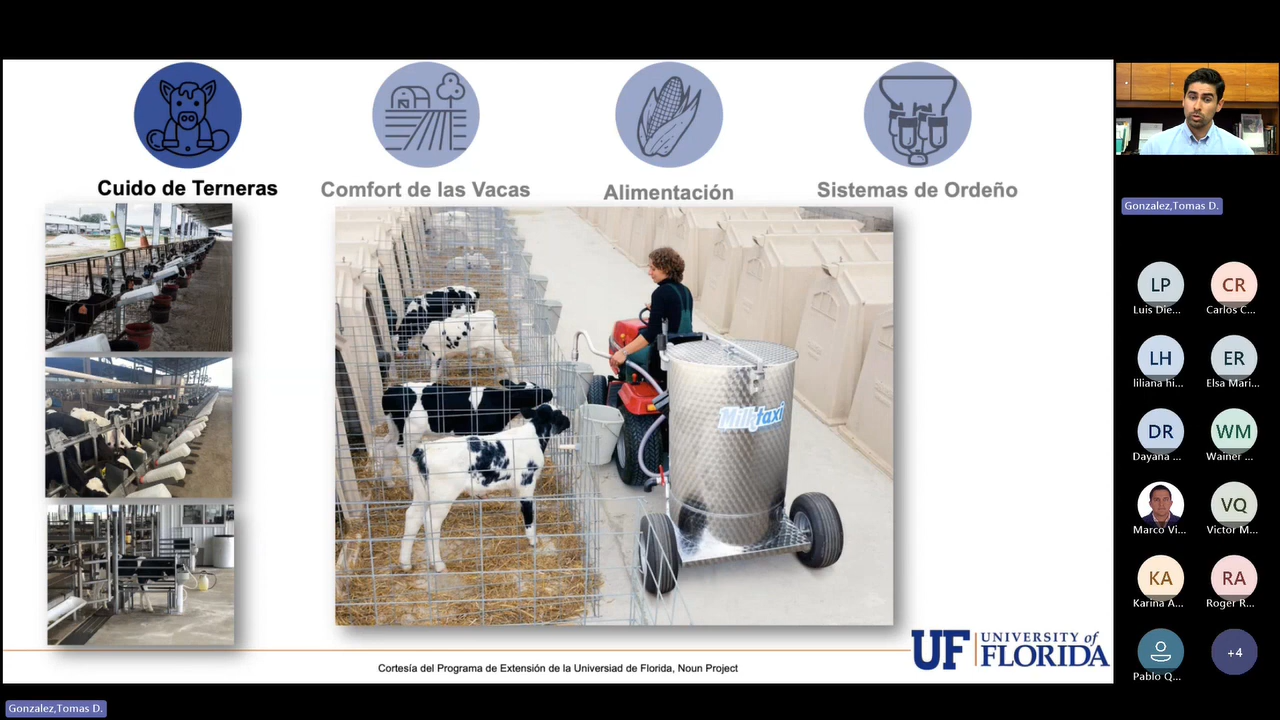 Cuido de Terneras
Comfort de las Vacas
Alimentación
Sistemas de Ordeño
Milktaxi
Cortesía del Programa de Extensión de la Universiad de Florida, Noun Project
UF UNIVERSITY of FLORIDA
Gonzalez,Tomas D.
LP
CR
Luis Die...
Carlos C...
LH
ER
liliana hi...
Elsa Mari...
DR
WM
Dayana ...
Wainer ...
VQ
Marco Vi...
Victor M...
KA
RA
Karina A...
Roger R...
+4
Pablo Q...
Gonzalez,Tomas D.